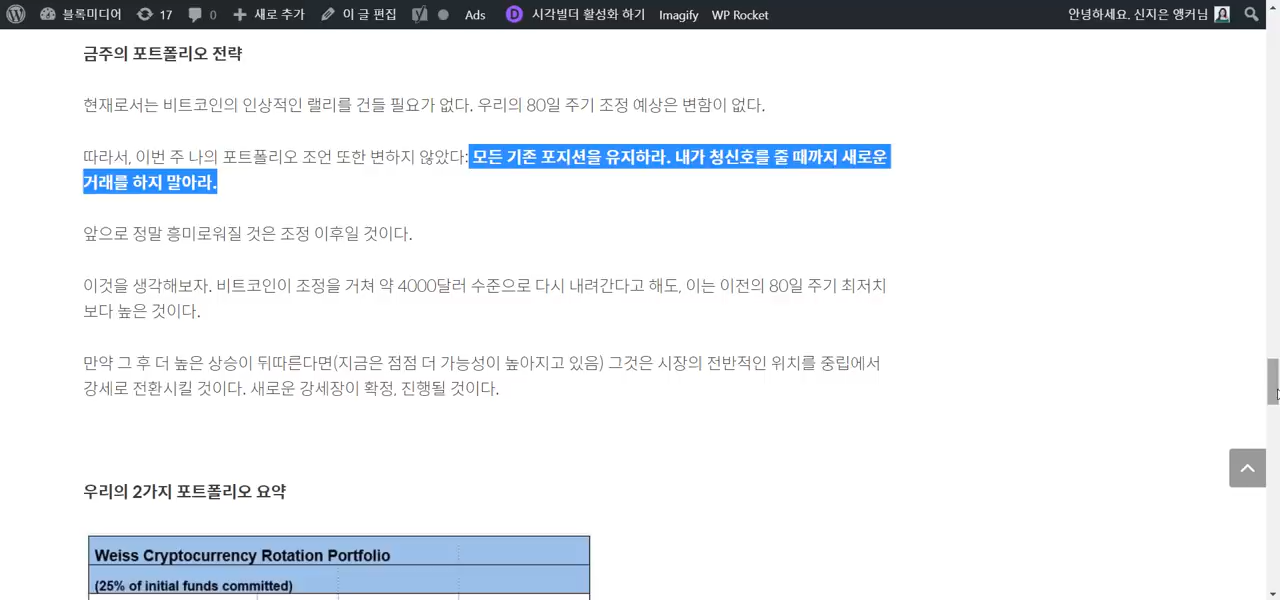 블록미디어 17 0 새로 추가 이 글 편집 Ads 시각빌더 활성화 하기 Imagify WP Rocket 안녕하세요. 신지은 앵커님
금주의 포트폴리오 전략
현재로서는 비트코인의 인상적인 랠리를 건들 필요가 없다. 우리의 80일 주기 조정 예상은 변함이 없다.
따라서, 이번 주 나의 포트폴리오 조언 또한 변하지 않았다: 모든 기존 포지션을 유지하라. 내가 청신호를 줄 때까지 새로운
거래를 하지 말아라.
앞으로 정말 흥미로워질 것은 조정 이후일 것이다.
이것을 생각해보자. 비트코인이 조정을 거쳐 약 4000달러 수준으로 다시 내려간다고 해도, 이는 이전의 80일 주기 최저치
보다 높은 것이다.
만약 그 후 더 높은 상승이 뒤따른다면(지금은 점점 더 가능성이 높아지고 있음) 그것은 시장의 전반적인 위치를 중립에서
강세로 전환시킬 것이다. 새로운 강세장이 확정, 진행될 것이다.
우리의 2가지 포트폴리오 요약
Weiss Cryptocurrency Rotation Portfolio
(25% of initial funds committed)